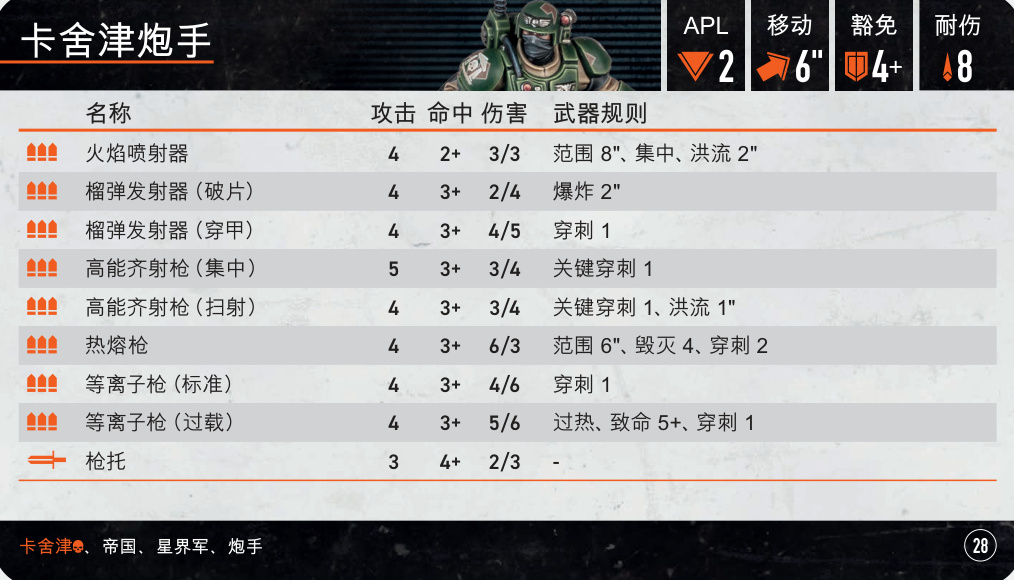 卡舍津炮手
APL 移动 豁免 耐伤
2 6" 4+ 8
名称 攻击 命中 伤害 武器规则
火焰喷射器 4 2+ 3/3 范围 8"、集中、洪流 2"
榴弹发射器（破片） 4 3+ 2/4 爆炸 2"
榴弹发射器（穿甲） 4 3+ 4/5 穿刺 1
高能齐射枪（集中） 5 3+ 3/4 关键穿刺 1
高能齐射枪（扫射） 4 3+ 3/4 关键穿刺 1、洪流 1"
热熔枪 4 3+ 6/3 范围 6"、毁灭 4、穿刺 2
等离子枪（标准） 4 3+ 4/6 穿刺 1
等离子枪（过载） 4 3+ 5/6 过热、致命 5+、穿刺 1
枪托 3 4+ 2/3 -
卡舍津、帝国、星界军、炮手
28